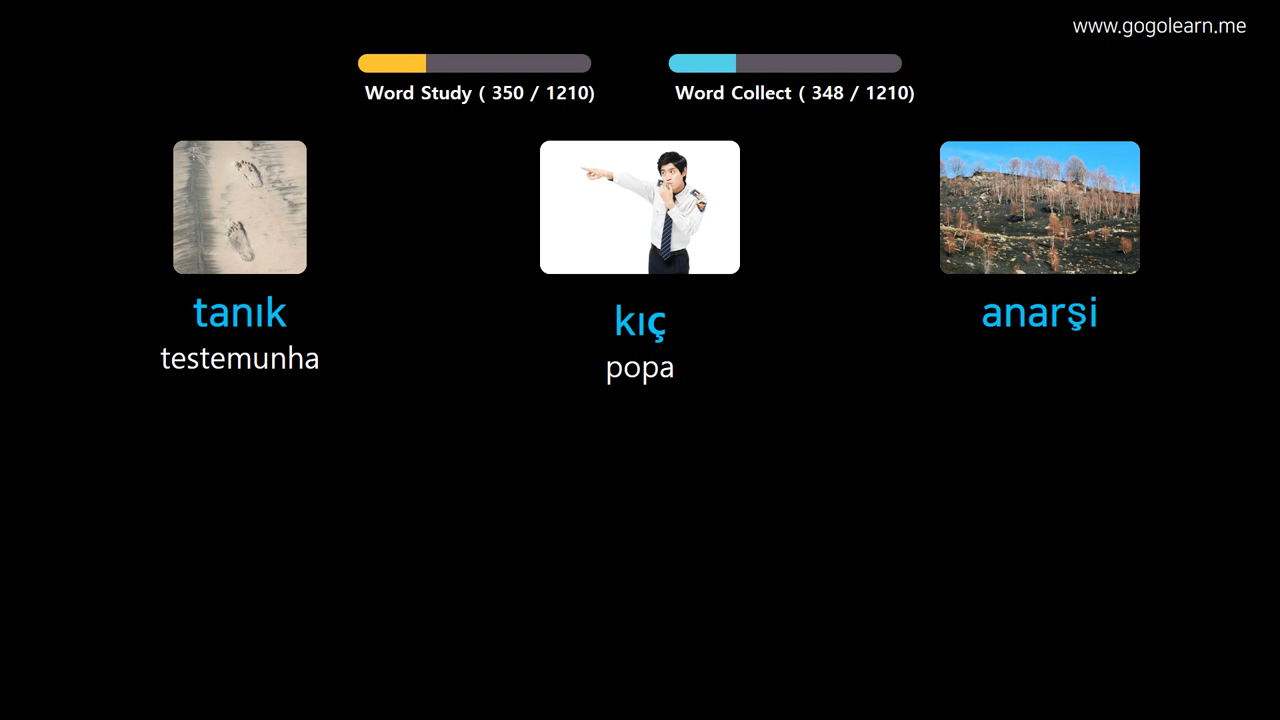 www.gogolearn.me
Word Study ( 350 / 1210)
Word Collect ( 348 / 1210)
tanık
testemunha
kıç
popa
anarşi